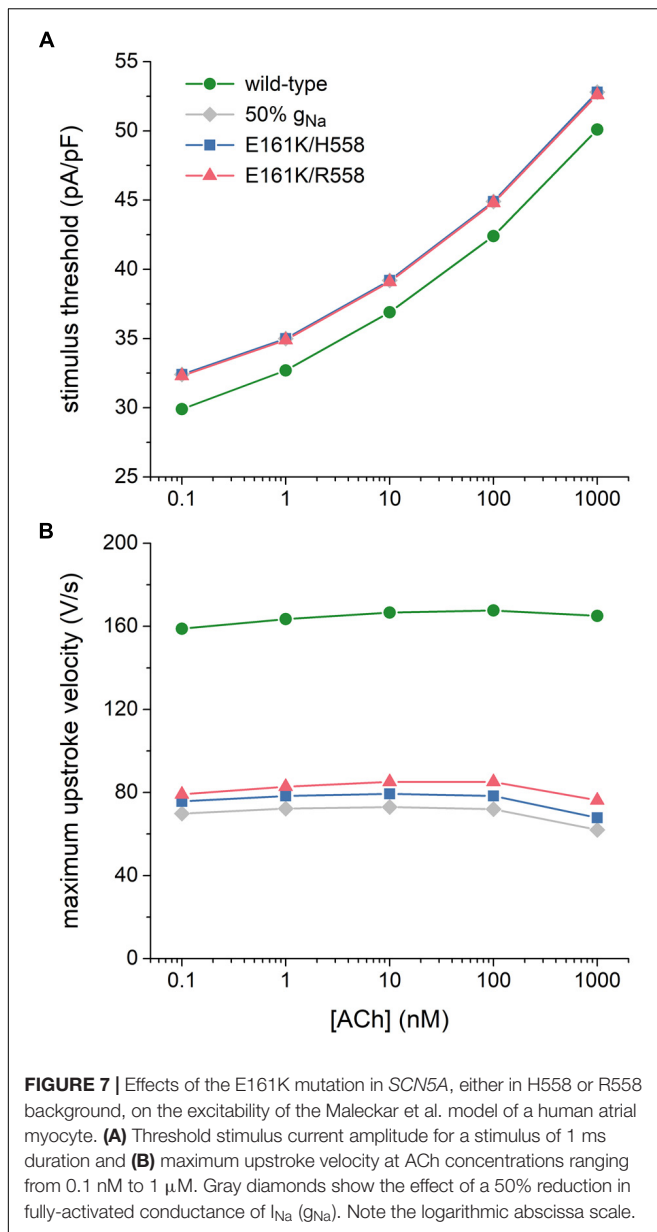 A
55
50
45
40
35
30
25
stimulus threshold (pA/pF)
wild-type
50% gNa
E161K/H558
E161K/R558
0.1 1 10 100 1000
B
200
160
120
80
40
0
maximum upstroke velocity (V/s)
0.1 1 10 100 1000
[ACh] (nM)
FIGURE 7 | Effects of the E161K mutation in SCN5A, either in H558 or R558
background, on the excitability of the Maleckar et al. model of a human atrial
myocyte. (A) Threshold stimulus current amplitude for a stimulus of 1 ms
duration and (B) maximum upstroke velocity at ACh concentrations ranging
from 0.1 nM to 1 μM. Gray diamonds show the effect of a 50% reduction in
fully-activated conductance of INa (gNa). Note the logarithmic abscissa scale.